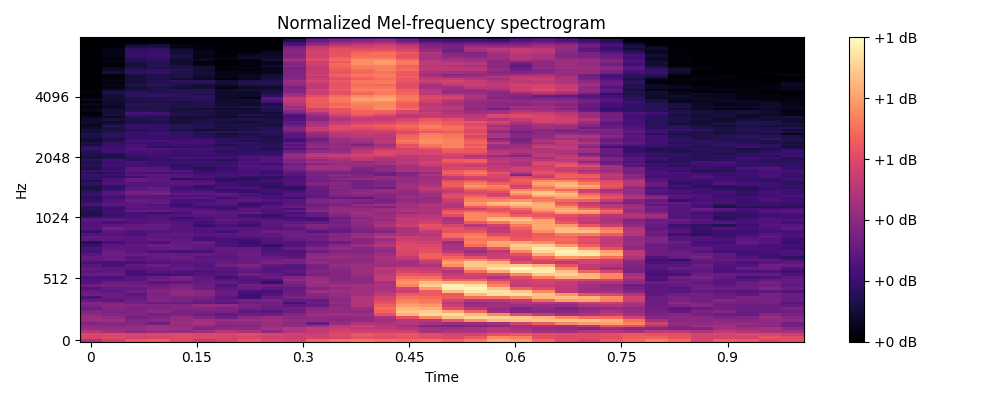 Normalized Mel-frequency spectrogram
Hz
4096
2048
1024
512
0
0 0.15 0.3 0.45 0.6 0.75 0.9
Time
+1 dB
+1 dB
+1 dB
+0 dB
+0 dB
+0 dB